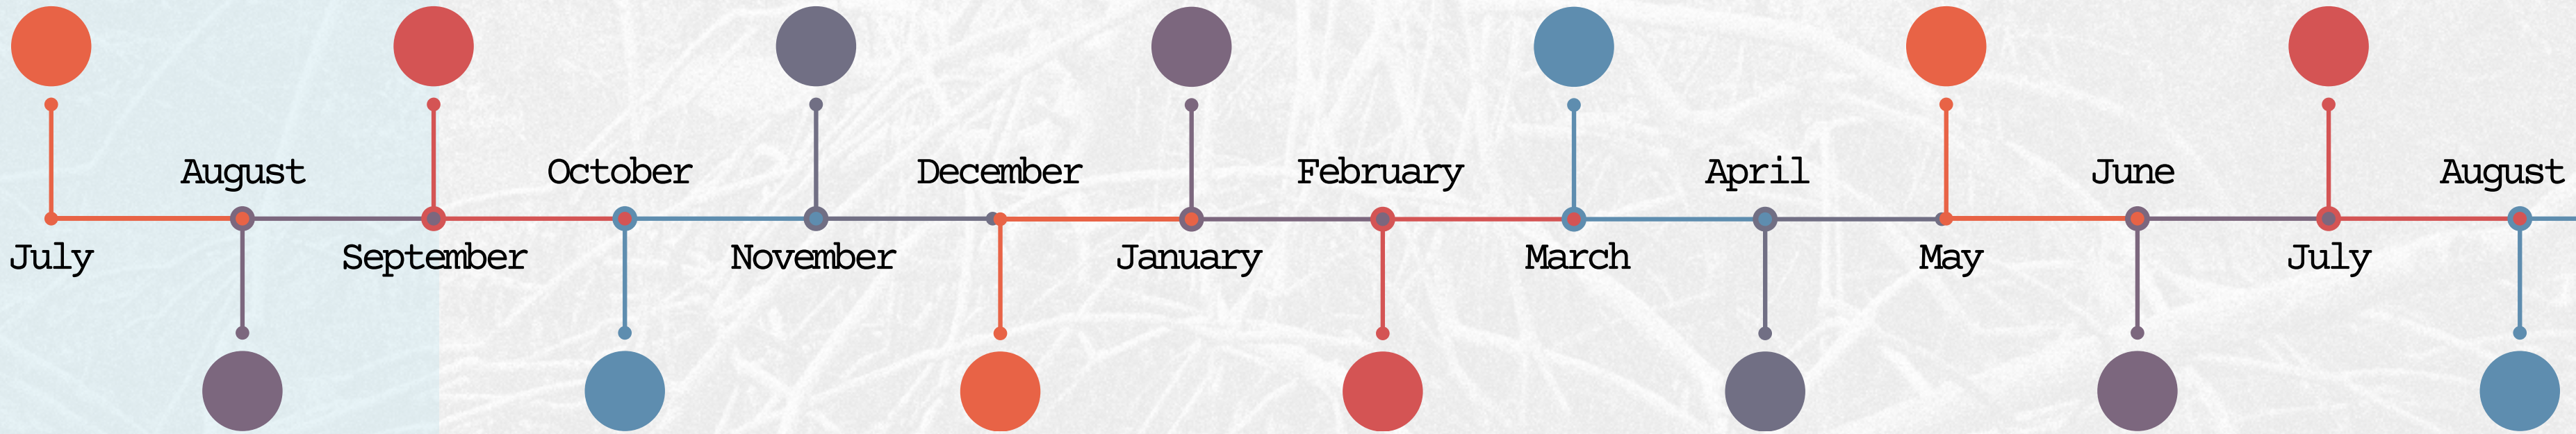 July
August
September
October
November
December
January
February
March
April
May
June
July
August